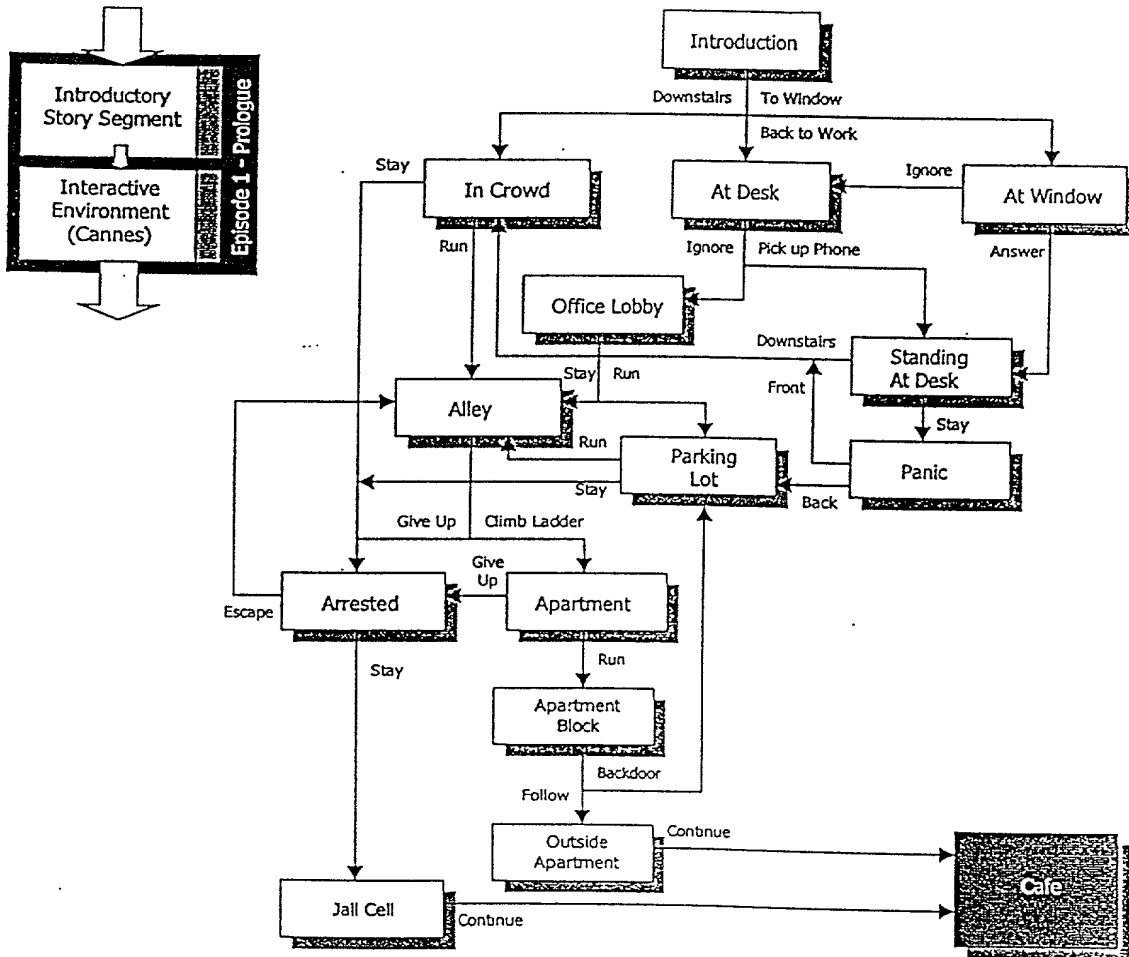 Introductory
Story Segment
Interactive
Environment
(Cannes)
Episode 1 - Prologue
Introduction
Downstairs
To Window
Back to Work
Stay
In Crowd
At Desk
Ignore
At Window
Run
Ignore
Pick up Phone
Answer
Office Lobby
Downstairs
Standing
At Desk
Stay
Run
Front
Alley
Stay
Run
Parking
Lot
Panic
Stay
Back
Give Up
Climb Ladder
Give
Up
Arrested
Apartment
Escape
Run
Stay
Apartment
Block
Backdoor
Follow
Outside
Apartment
Continue
Cafe
Jail Cell
Continue